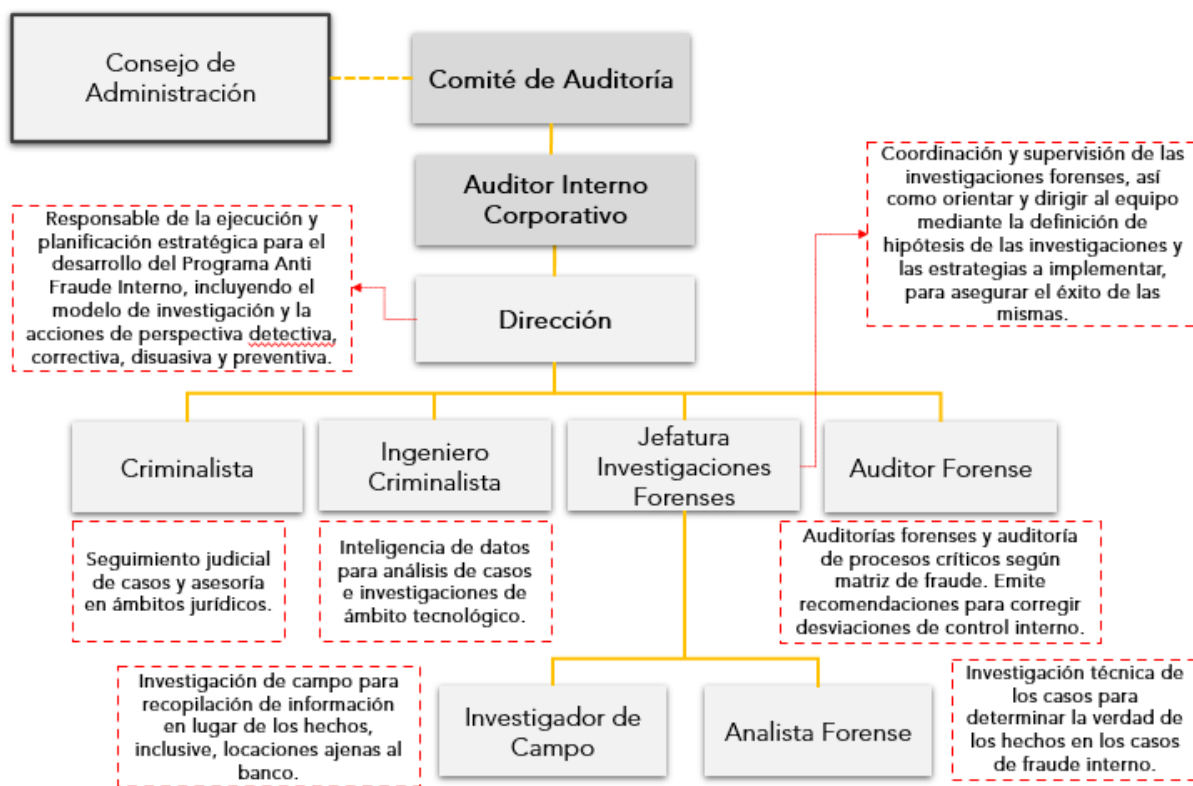 Consejo de
Administración
Comité de Auditoría
Auditor Interno
Corporativo
Coordinación y supervisión de las
investigaciones forenses, así
como orientar y dirigir al equipo
mediante la definición de
hipótesis de las investigaciones y
las estrategias a implementar,
para asegurar el éxito de las
mismas.
Responsable de la ejecución y
planificación estratégica para el
desarrollo del Programa Anti
Fraude Interno, incluyendo el
modelo de investigación y la
acciones de perspectiva detectiva,
correctiva, disuasiva y preventiva.
Dirección
Criminalista
Ingeniero
Criminalista
Jefatura
Investigaciones
Forenses
Auditor Forense
Seguimiento judicial
de casos y asesoría
en ámbitos jurídicos.
Inteligencia de datos
para análisis de casos
e investigaciones de
ámbito tecnológico.
Auditorías forenses y auditoría
de procesos críticos según
matriz de fraude. Emite
recomendaciones para corregir
desviaciones de control interno.
Investigación de campo para
recopilación de información
en lugar de los hechos,
inclusive, locaciones ajenas al
banco.
Investigador de
Campo
Analista Forense
Investigación técnica de
los casos para
determinar la verdad de
los hechos en los casos
de fraude interno.